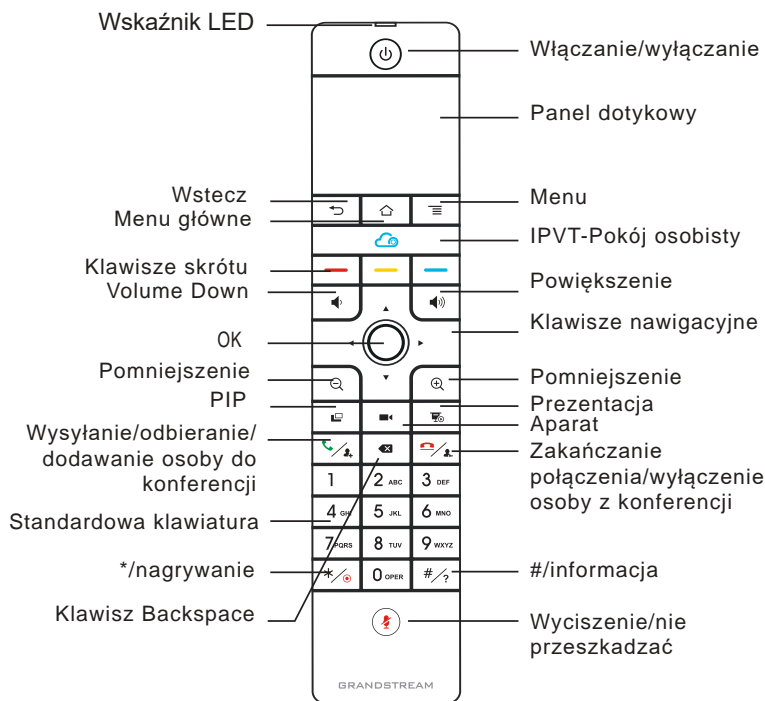 Wskaźnik LED
Włączanie/wyłączanie
Panel dotykowy
Wstecz
Menu główne
Menu
IPVT-Pokój osobisty
Klawisze skrótu
Volume Down
Powiększenie
Klawisze nawigacyjne
OK
Pomniejszenie
PIP
Pomniejszenie
Prezentacja
Aparat
Wysyłanie/odbieranie/
dodawanie osoby do
konferencji
Zakańczanie
połączenia/wyłączenie
osoby z konferencji
1 2 ABC 3 DEF
Standardowa klawiatura
4 GHI 5 JKL 6 MNO
7 PQRS 8 TUV 9 WXYZ
*/nagrywanie
* 0 OPER #/?
#/informacja
Klawisz Backspace
Wyciszenie/nie
przeszkadzać
GRANDSTREAM